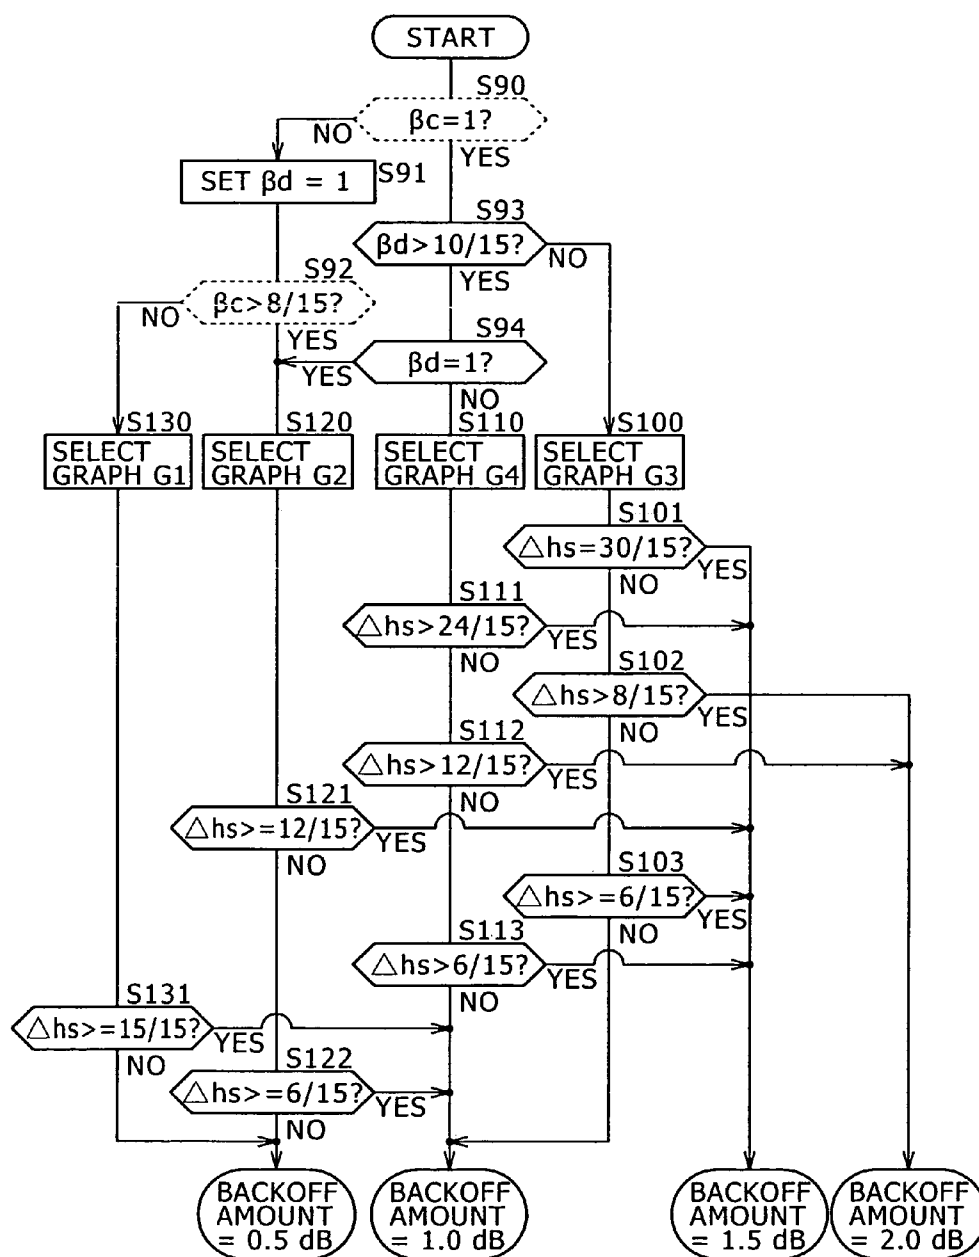 START
S90
βc=1?
NO
YES
SET βd = 1
S91
S93
βd>10/15?
NO
YES
S92
βc>8/15?
NO
YES
S94
βd=1?
YES
NO
S130
SELECT
GRAPH G1
S120
SELECT
GRAPH G2
S110
SELECT
GRAPH G4
S100
SELECT
GRAPH G3
S101
△hs=30/15?
NO
YES
S111
△hs>24/15?
YES
NO
S102
△hs>8/15?
NO
YES
S112
△hs>12/15?
YES
NO
S121
△hs>=12/15?
YES
NO
S103
△hs>=6/15?
NO
YES
S113
△hs>6/15?
YES
NO
S131
△hs>=15/15?
YES
NO
S122
△hs>=6/15?
YES
NO
BACKOFF
AMOUNT
= 0.5 dB
BACKOFF
AMOUNT
= 1.0 dB
BACKOFF
AMOUNT
= 1.5 dB
BACKOFF
AMOUNT
= 2.0 dB